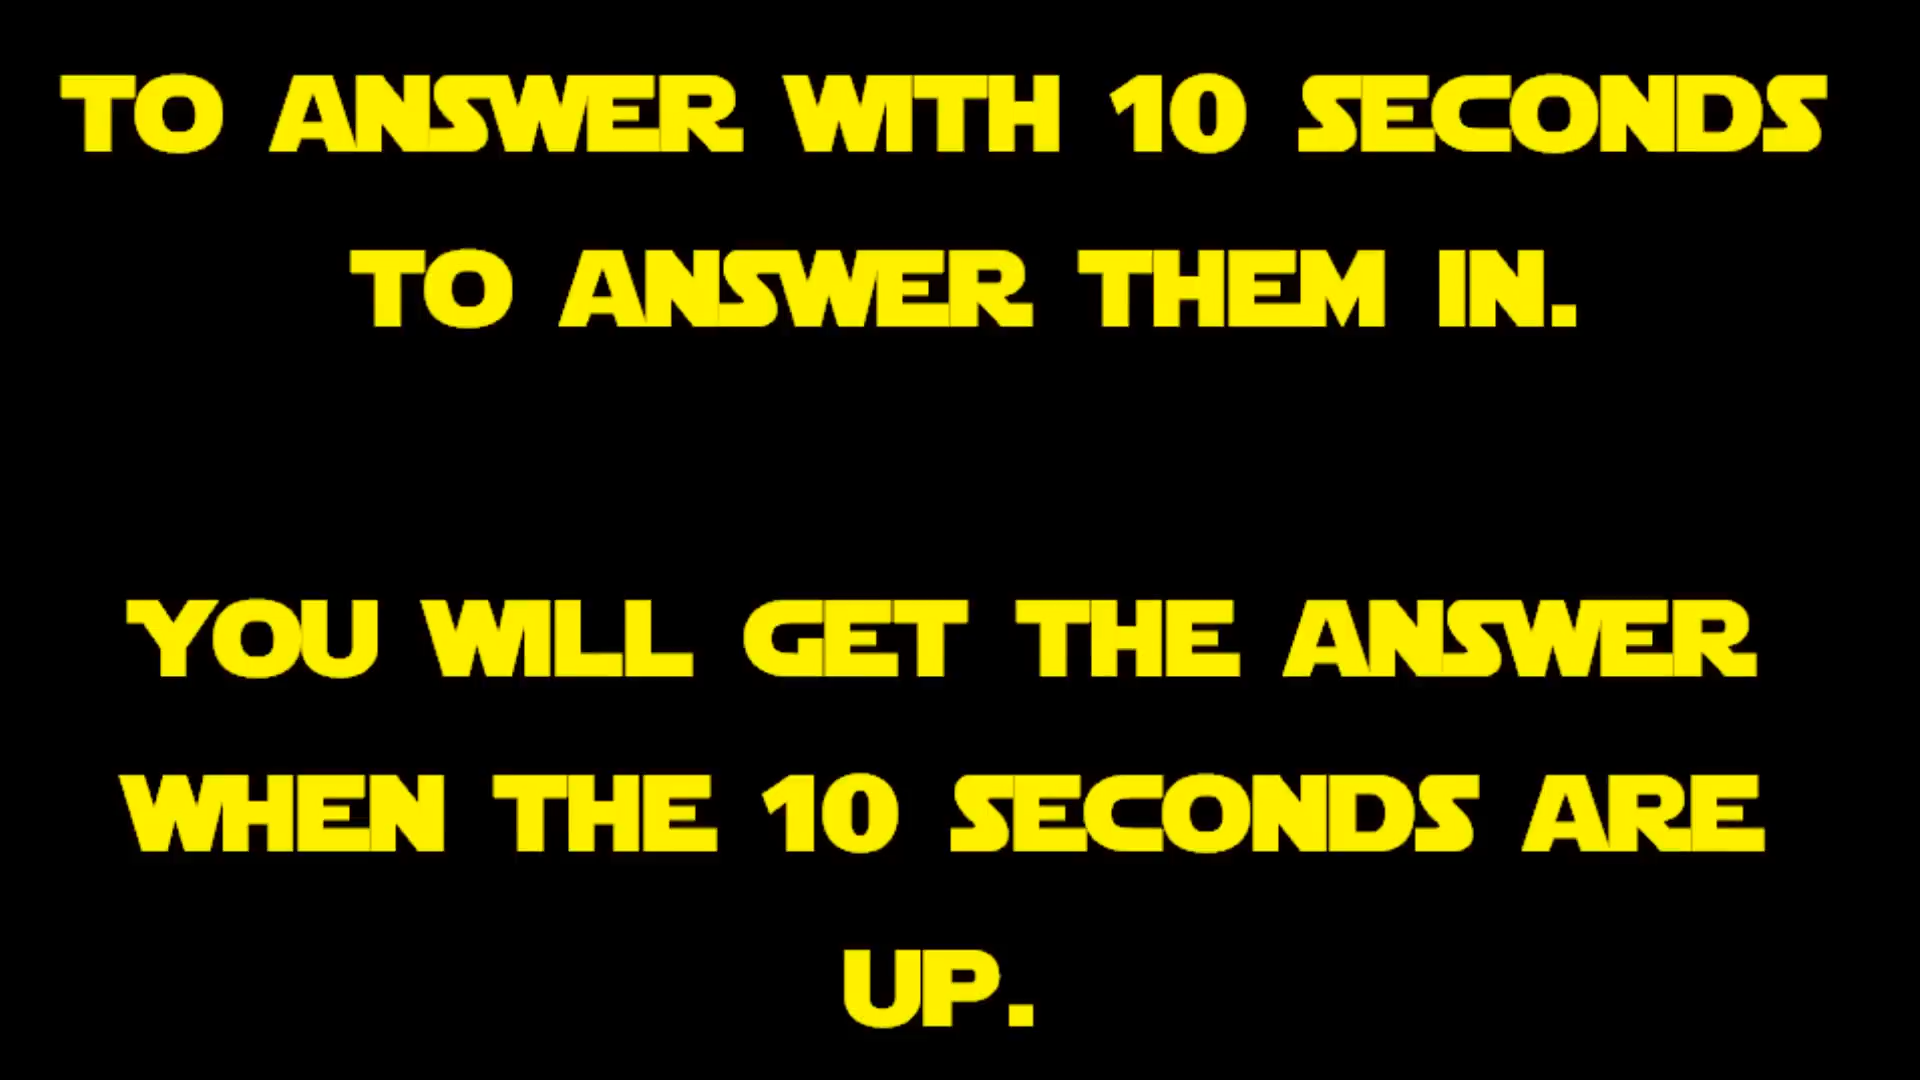 TO ANSWER WITH 10 SECONDS
TO ANSWER THEM IN.
YOU WILL GET THE ANSWER
WHEN THE 10 SECONDS ARE
UP.